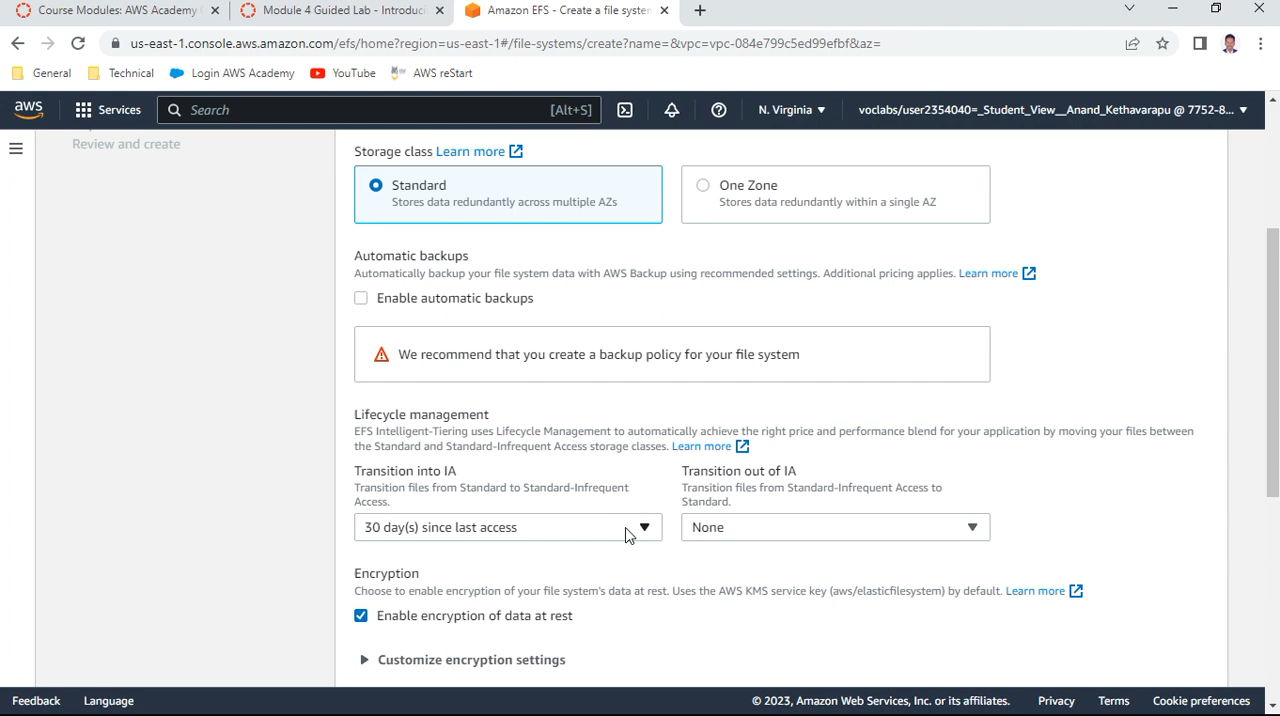 Course Modules: AWS Academy
Module 4 Guided Lab - Introduci
Amazon EFS - Create a file system
us-east-1.console.aws.amazon.com/efs/home?region=us-east-1#/file-systems/create?name=&vpc=vpc-084e799c5ed99efbf&az=
General
Technical
Login AWS Academy
YouTube
AWS reStart
aws
Services
Search
[Alt+S]
N. Virginia
voclabs/user2354040=_Student_View__Anand_Kethavarapu @ 7752-8...
Review and create
Storage class Learn more
Standard
Stores data redundantly across multiple AZs
One Zone
Stores data redundantly within a single AZ
Automatic backups
Automatically backup your file system data with AWS Backup using recommended settings. Additional pricing applies. Learn more
Enable automatic backups
We recommend that you create a backup policy for your file system
Lifecycle management
EFS Intelligent-Tiering uses Lifecycle Management to automatically achieve the right price and performance blend for your application by moving your files between
the Standard and Standard-Infrequent Access storage classes. Learn more
Transition into IA
Transition files from Standard to Standard-Infrequent
Access.
30 day(s) since last access
Transition out of IA
Transition files from Standard-Infrequent Access to
Standard.
None
Encryption
Choose to enable encryption of your file system's data at rest. Uses the AWS KMS service key (aws/elasticfilesystem) by default. Learn more
Enable encryption of data at rest
Customize encryption settings
Feedback
Language
© 2023, Amazon Web Services, Inc. or its affiliates.
Privacy
Terms
Cookie preferences